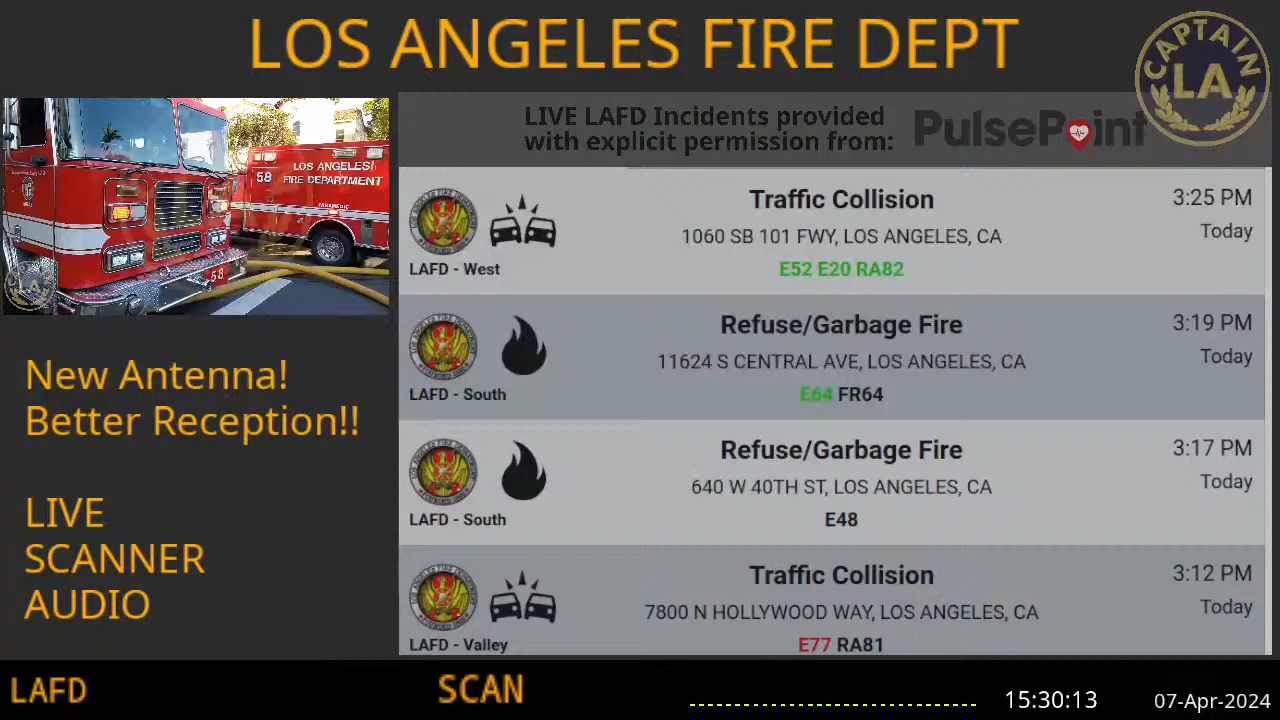 LOS ANGELES FIRE DEPT
CAPTAIN
LA
LIVE LAFD Incidents provided
with explicit permission from:
PulsePoint
58
LOS ANGELES
FIRE DEPARTMENT
PARAMEDIC
58
Traffic Collision
3:25 PM
1060 SB 101 FWY, LOS ANGELES, CA
Today
LAFD - West
E52 E20 RA82
Refuse/Garbage Fire
3:19 PM
11624 S CENTRAL AVE, LOS ANGELES, CA
Today
LAFD - South
E64 FR64
Refuse/Garbage Fire
3:17 PM
640 W 40TH ST, LOS ANGELES, CA
Today
LAFD - South
E48
Traffic Collision
3:12 PM
7800 N HOLLYWOOD WAY, LOS ANGELES, CA
Today
LAFD - Valley
E77 RA81
New Antenna!
Better Reception!!
LIVE
SCANNER
AUDIO
LAFD
SCAN
15:30:13
07-Apr-2024